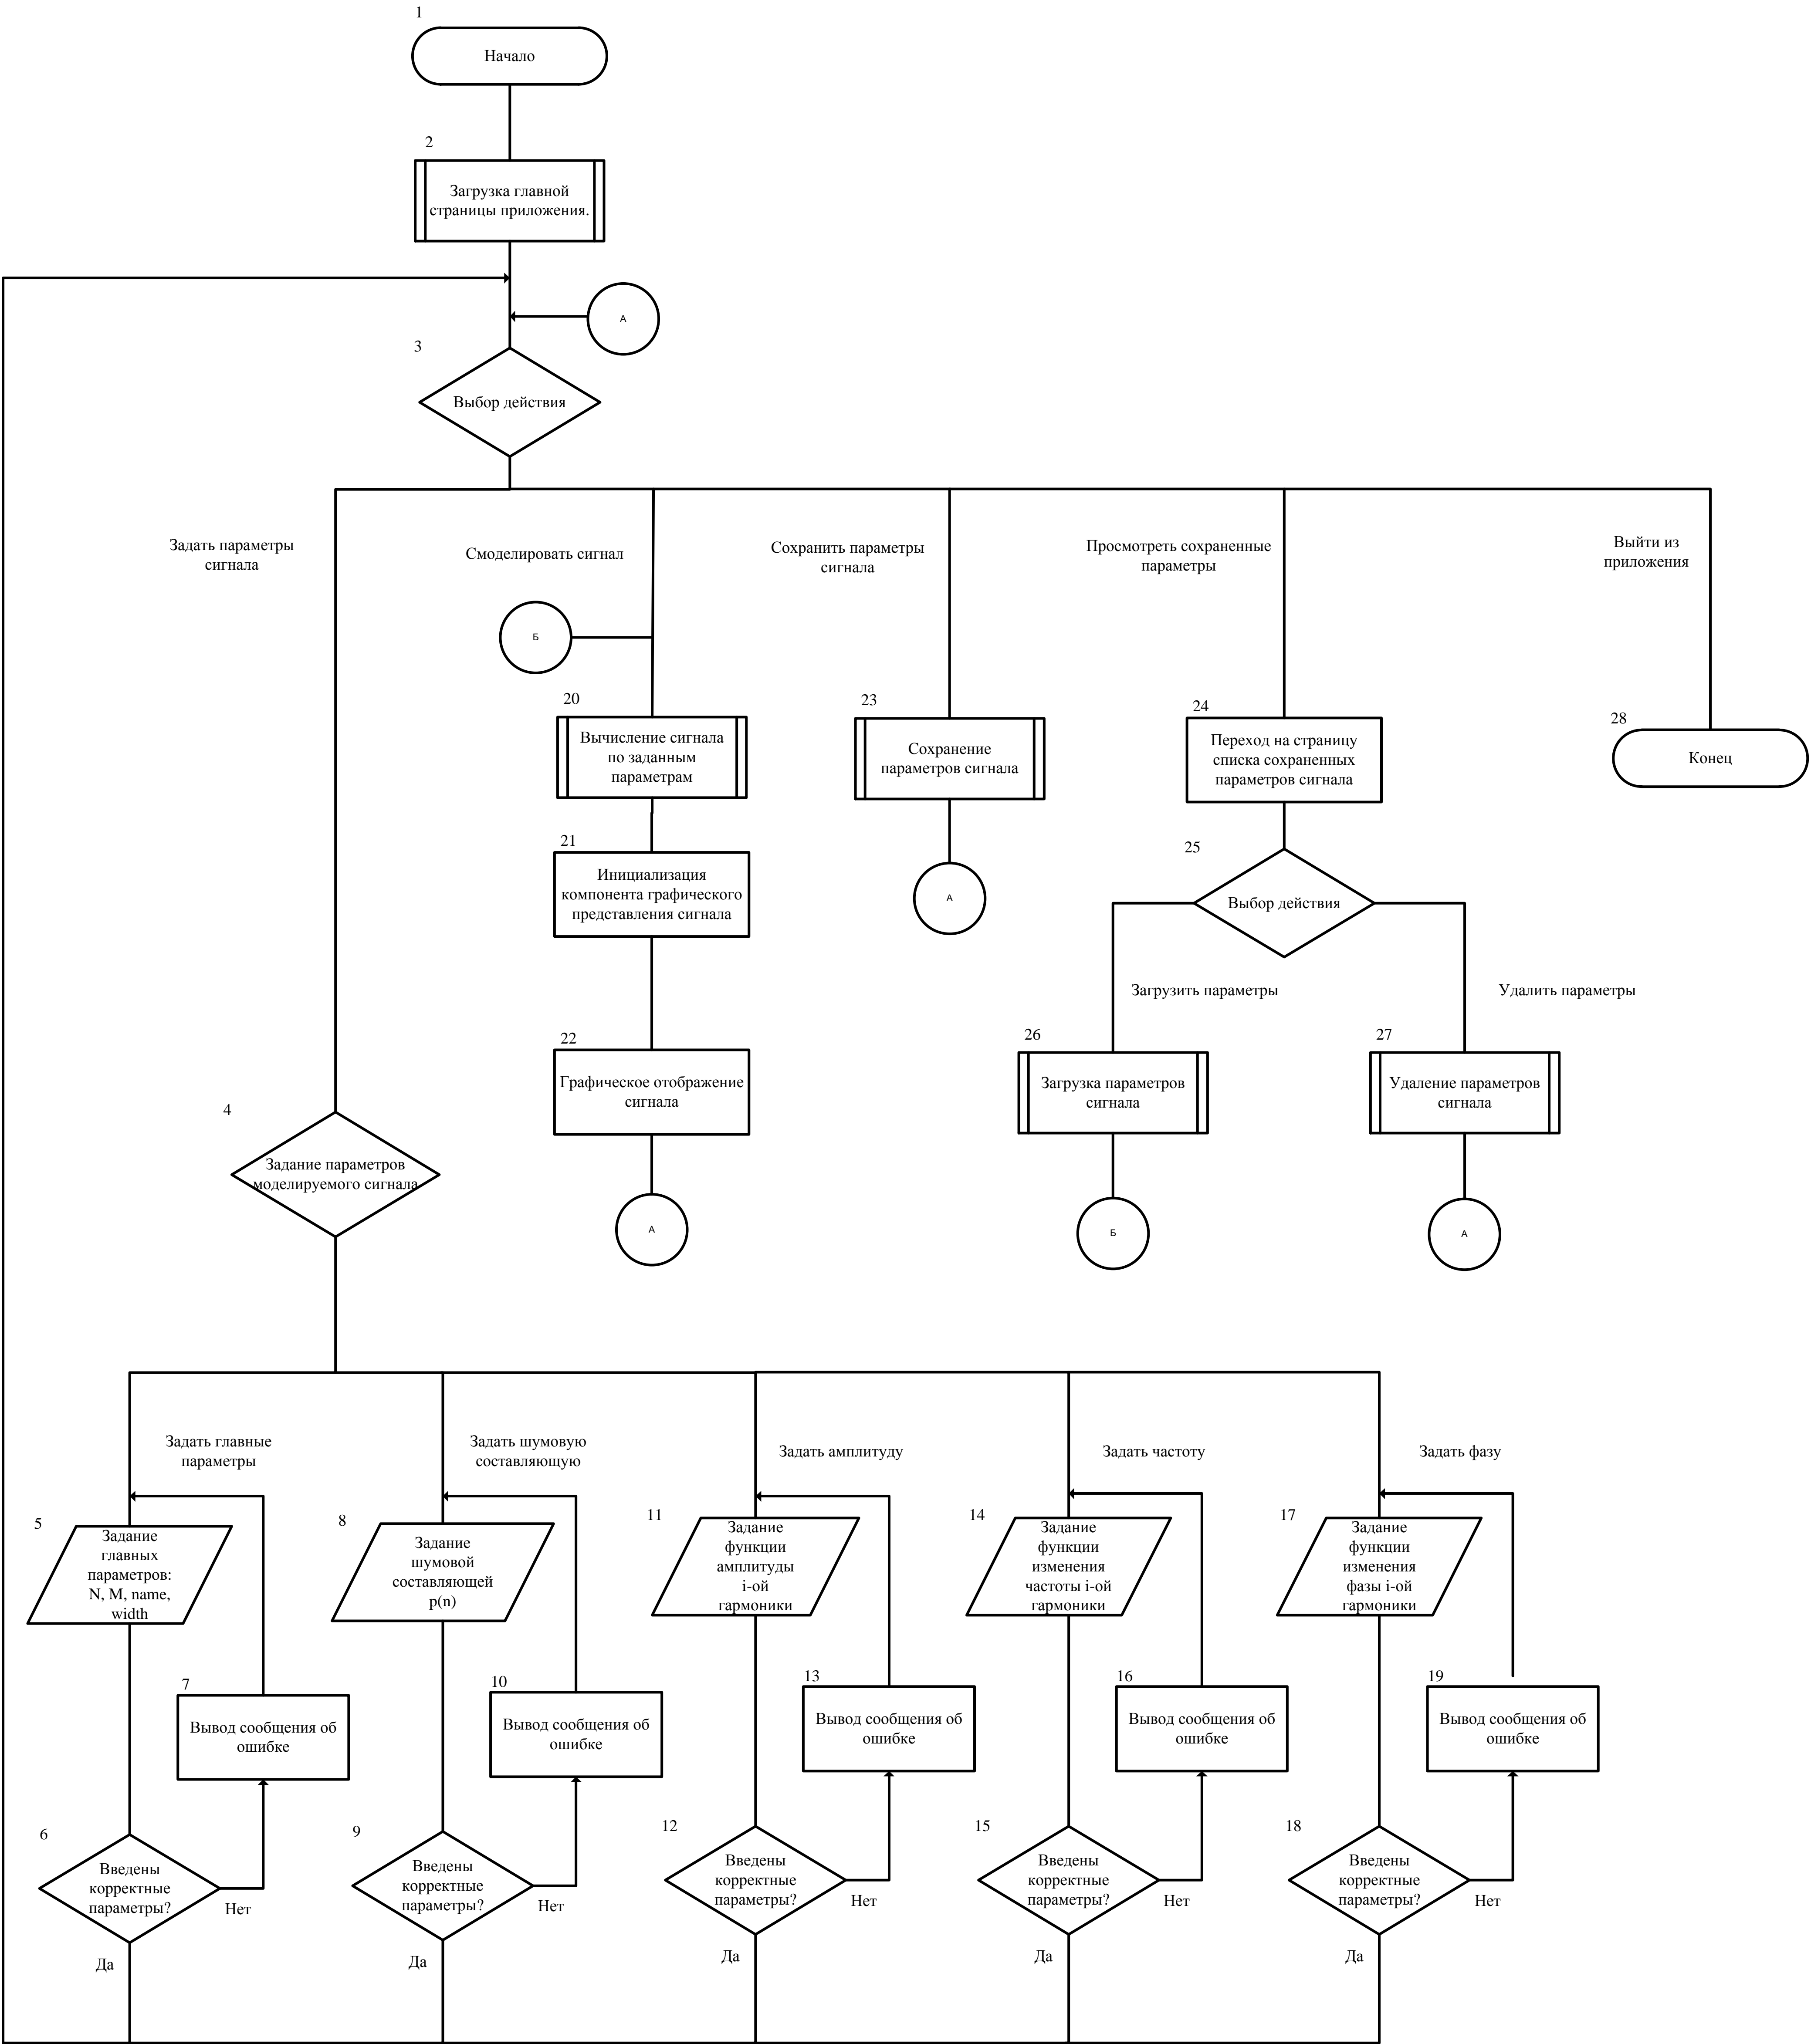 1
Начало
2
Загрузка главной
страницы приложения.
А
3
Выбор действия
Задать параметры
сигнала
Смоделировать сигнал
Сохранить параметры
сигнала
Просмотреть сохраненные
параметры
Выйти из
приложения
Б
20
Вычисление сигнала
по заданным
параметрам
23
Сохранение
параметров сигнала
24
Переход на страницу
списка сохраненных
параметров сигнала
28
Конец
21
Инициализация
компонента графического
представления сигнала
А
25
Выбор действия
Загрузить параметры
Удалить параметры
22
Графическое отображение
сигнала
26
Загрузка параметров
сигнала
27
Удаление параметров
сигнала
4
Задание параметров
моделируемого сигнала
А
Б
А
Задать главные
параметры
Задать шумовую
составляющую
Задать амплитуду
Задать частоту
Задать фазу
5
Задание
главных
параметров:
N, M, name,
width
8
Задание
шумовой
составляющей
p(n)
11
Задание
функции
амплитуды
i-ой
гармоники
14
Задание
функции
изменения
частоты i-ой
гармоники
17
Задание
функции
изменения
фазы i-ой
гармоники
7
Вывод сообщения об
ошибке
10
Вывод сообщения об
ошибке
13
Вывод сообщения об
ошибке
16
Вывод сообщения об
ошибке
19
Вывод сообщения об
ошибке
6
Введены
корректные
параметры?
Нет
Да
9
Введены
корректные
параметры?
Нет
Да
12
Введены
корректные
параметры?
Нет
Да
15
Введены
корректные
параметры?
Нет
Да
18
Введены
корректные
параметры?
Нет
Да